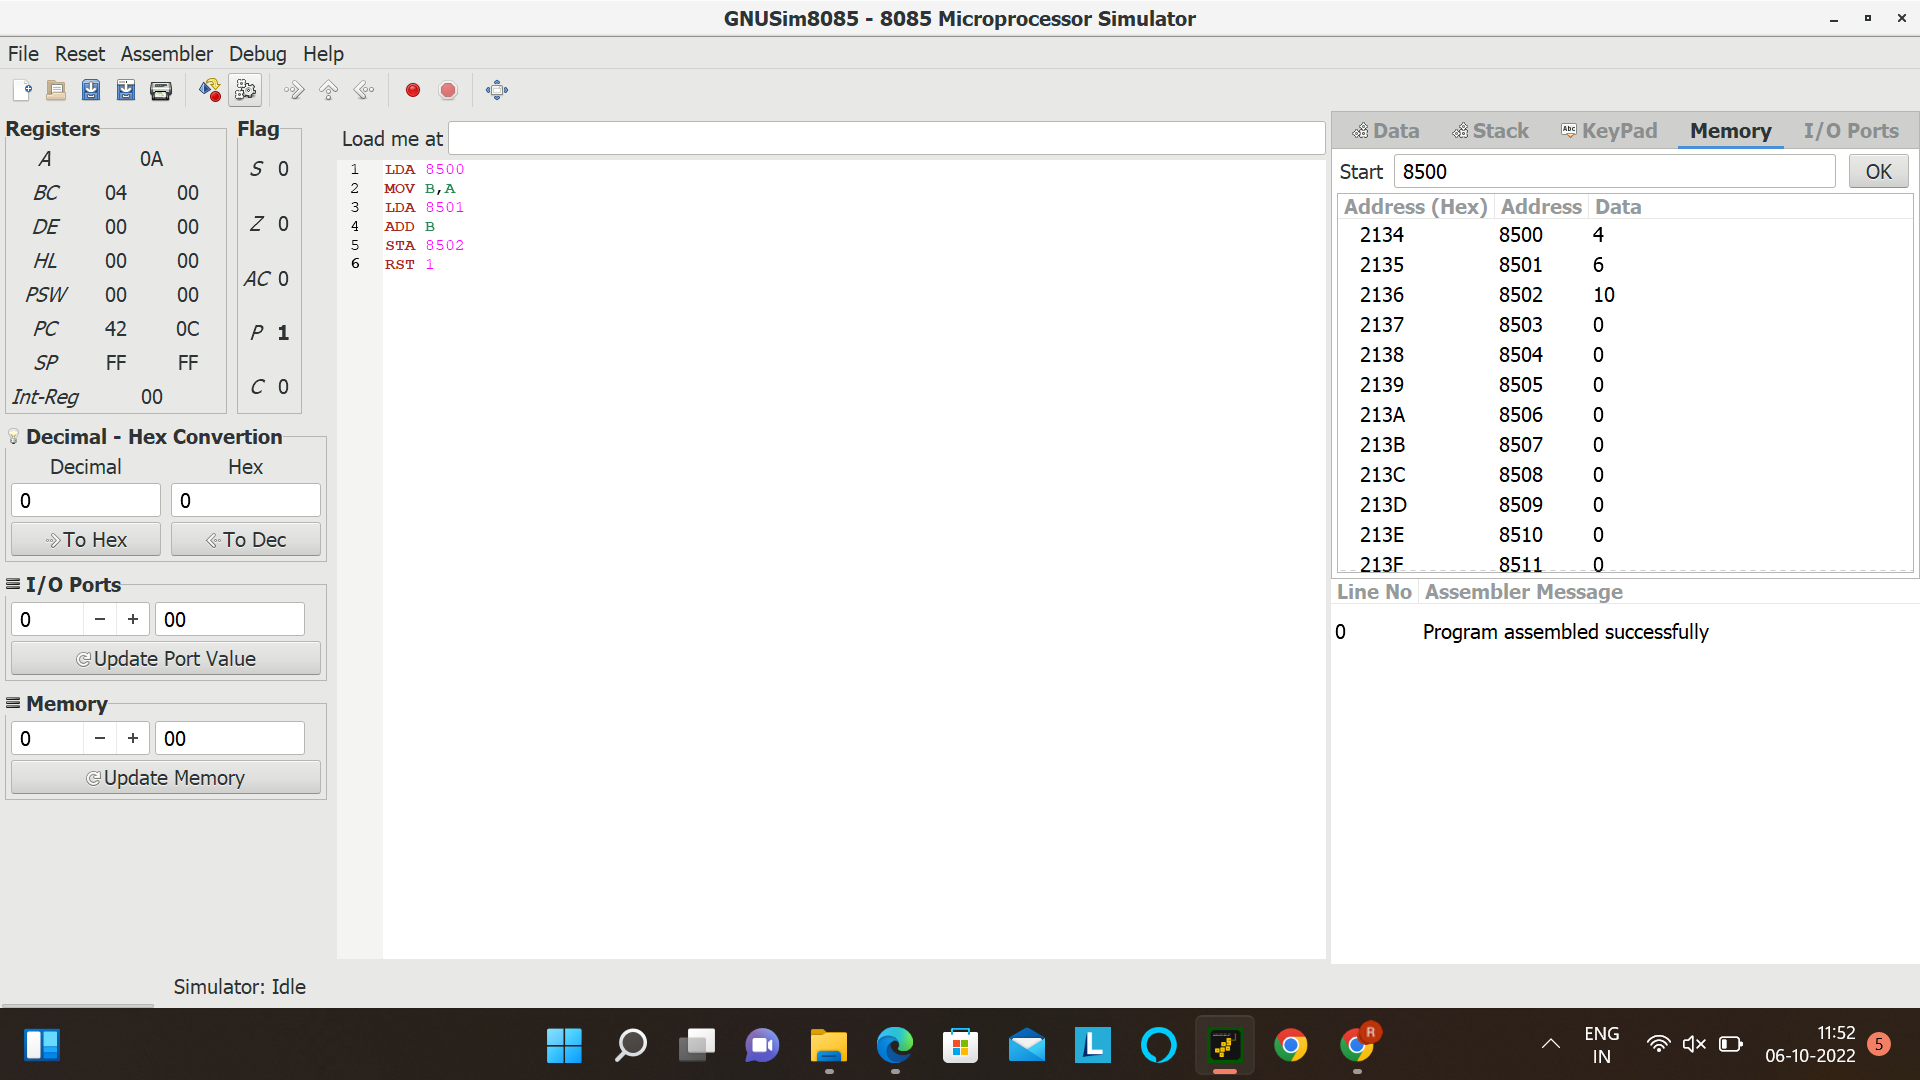 GNUSim8085 - 8085 Microprocessor Simulator
File Reset Assembler Debug Help
Registers
A 0A
BC 04 00
DE 00 00
HL 00 00
PSW 00 00
PC 42 0C
SP FF FF
Int-Reg 00
Flag
S 0
Z 0
AC 0
P 1
C 0
Decimal - Hex Convertion
Decimal Hex
0 0
To Hex To Dec
I/O Ports
0 − + 00
Update Port Value
Memory
0 − + 00
Update Memory
Load me at
1 LDA 8500
2 MOV B,A
3 LDA 8501
4 ADD B
5 STA 8502
6 RST 1
Data Stack Abc KeyPad Memory I/O Ports
Start 8500 OK
Address (Hex) Address Data
2134 8500 4
2135 8501 6
2136 8502 10
2137 8503 0
2138 8504 0
2139 8505 0
213A 8506 0
213B 8507 0
213C 8508 0
213D 8509 0
213E 8510 0
213F 8511 0
Line No Assembler Message
0 Program assembled successfully
Simulator: Idle
L
R
ENG
IN
11:52
06-10-2022
5